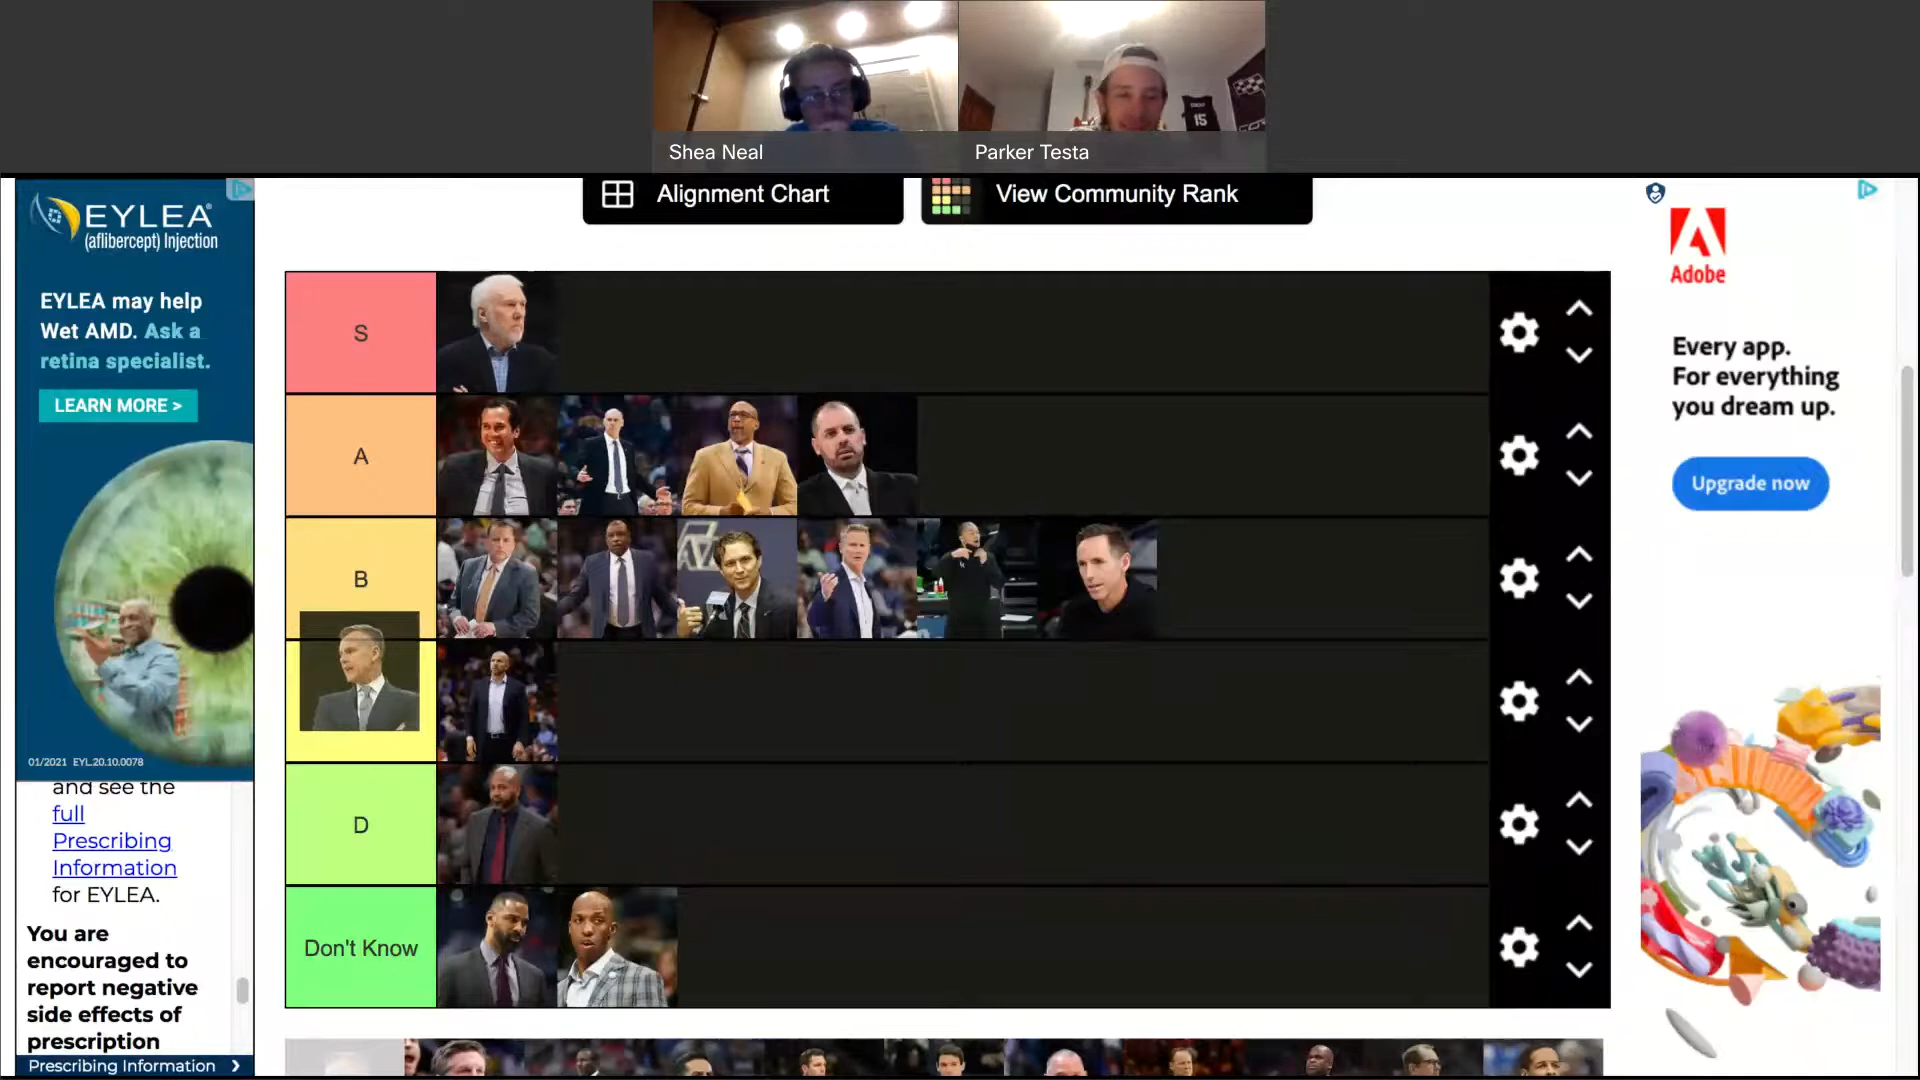 Shea Neal
Parker Testa
Alignment Chart
View Community Rank
EYLEA®
(aflibercept) Injection
EYLEA may help
Wet AMD. Ask a
retina specialist.
LEARN MORE >
01/2021 EYL.20.10.0078
and see the
full
Prescribing
Information
for EYLEA.
You are
encouraged to
report negative
side effects of
prescription
Prescribing Information
S
A
B
D
Don't Know
15
Adobe
Every app.
For everything
you dream up.
Upgrade now